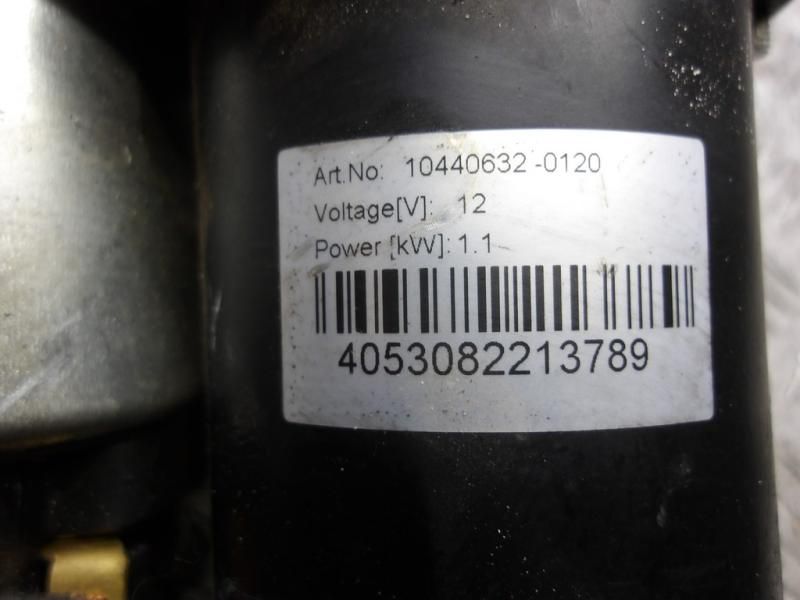 Art.No: 10440632 -0120
Voltage[V]: 12
Power [kW]: 1.1
4053082213789